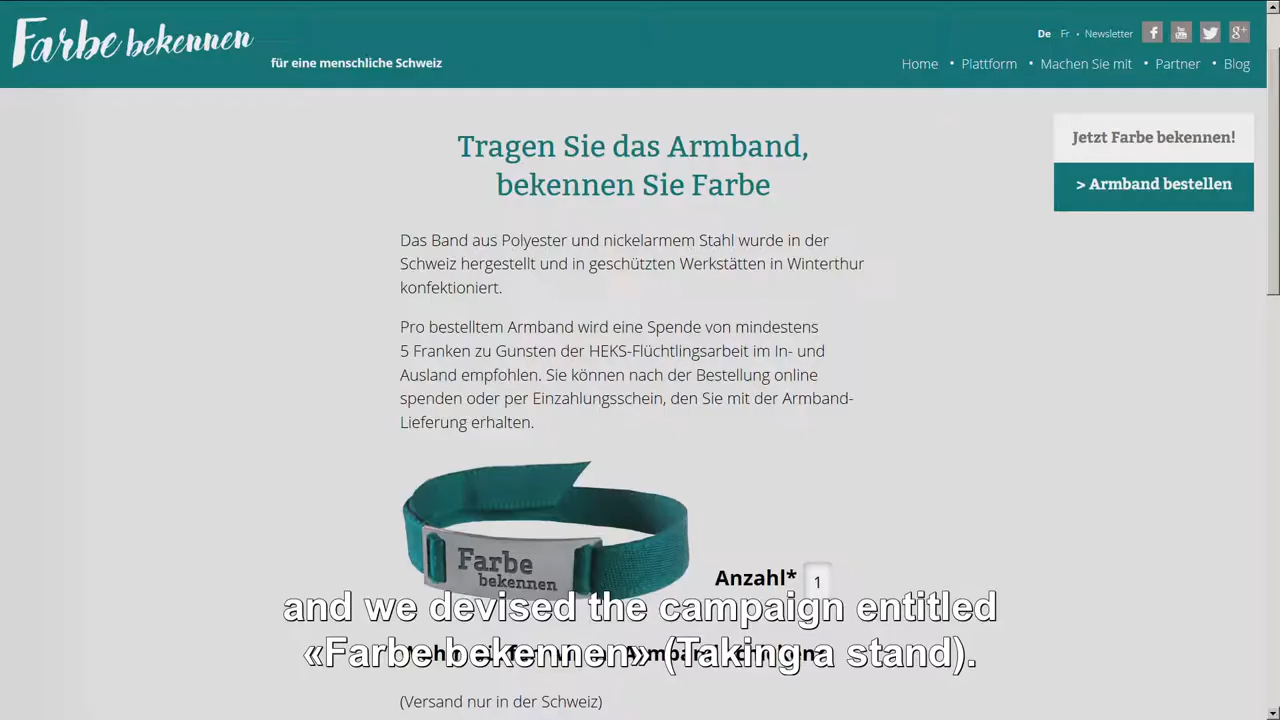 Farbe bekennen
für eine menschliche Schweiz
De Fr • Newsletter
Home • Plattform • Machen Sie mit • Partner • Blog
Jetzt Farbe bekennen!
> Armband bestellen
Tragen Sie das Armband,
bekennen Sie Farbe
Das Band aus Polyester und nickelarmem Stahl wurde in der
Schweiz hergestellt und in geschützten Werkstätten in Winterthur
konfektioniert.
Pro bestelltem Armband wird eine Spende von mindestens
5 Franken zu Gunsten der HEKS-Flüchtlingsarbeit im In- und
Ausland empfohlen. Sie können nach der Bestellung online
spenden oder per Einzahlungsschein, den Sie mit der Armband-
Lieferung erhalten.
Farbe
bekennen
Anzahl* 1
and we devised the campaign entitled
«Farbe bekennen» (Taking a stand).
(Versand nur in der Schweiz)